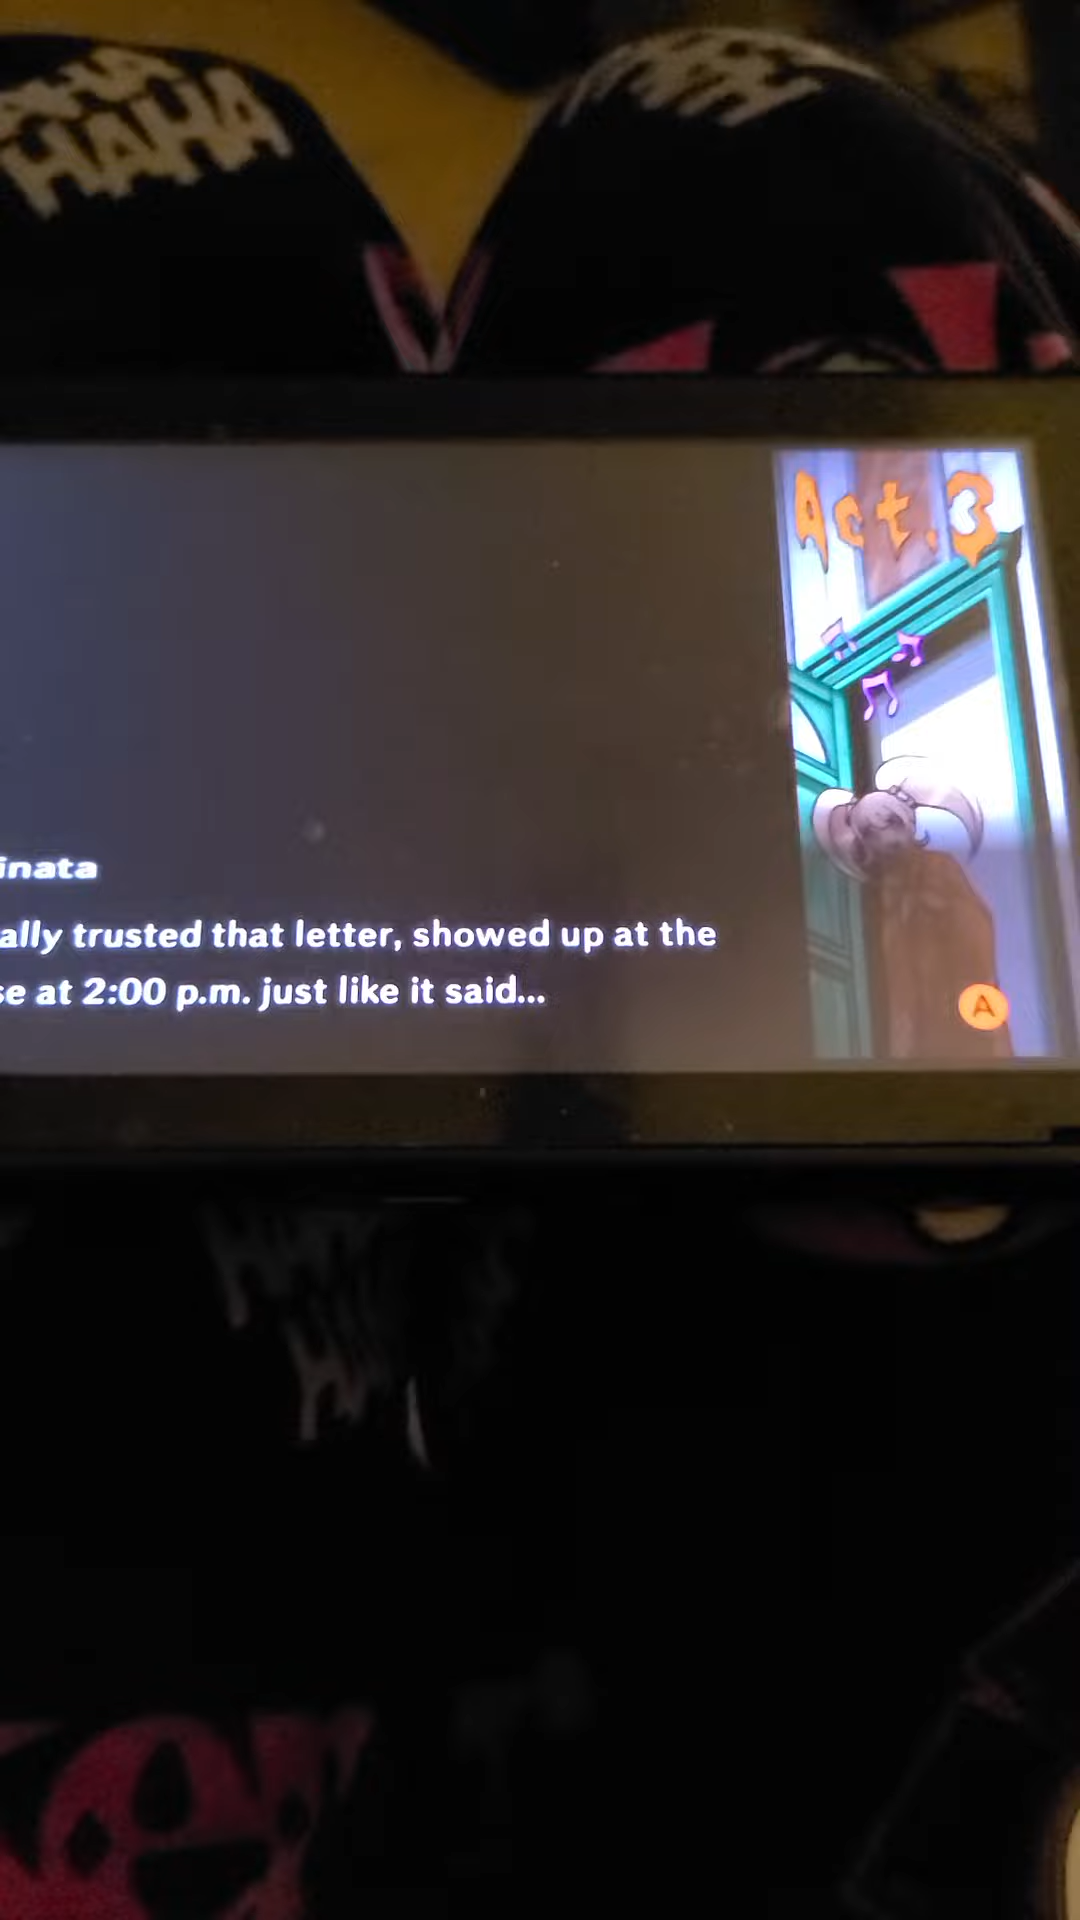 HAHA
Act.3
inata
ally trusted that letter, showed up at the
se at 2:00 p.m. just like it said...
A